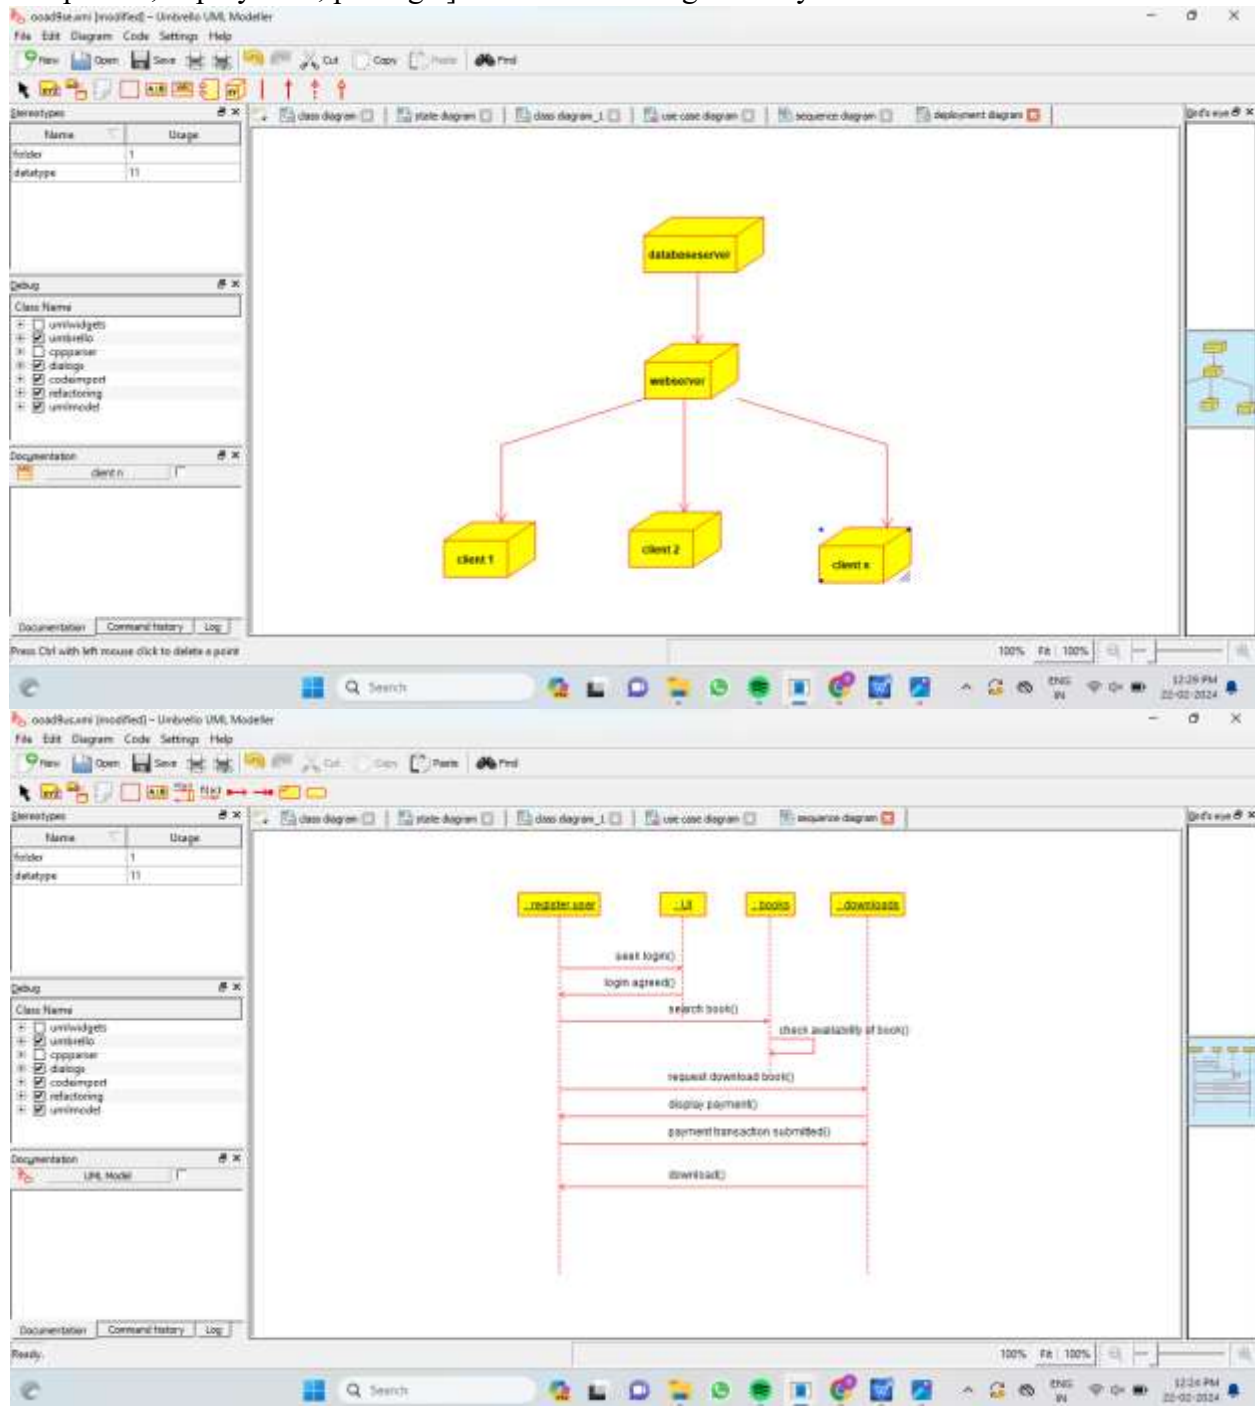 ooad9se.xmi [modified] – Umbrello UML Modeller
File Edit Diagram Code Settings Help
New Open Save Cut Copy Paste Find
Stereotypes
class diagram state diagram class diagram_1 use case diagram sequence diagram deployment diagram
Bird's eye
Name Usage
folder 1
datatype 11
databaseserver
Debug
Class Name
umlwidgets
umbrello
cppparser
dialogs
codeimport
refactoring
umlmodel
webserver
Documentation
client n
client 1
client 2
client n
Documentation Command history Log
Press Ctrl with left mouse click to delete a point
100% Fit 100%
Search
ENG
IN
12:29 PM
22-02-2024
[modified] – Umbrello UML Modeller
File Edit Diagram Code Settings Help
New Open Save Cut Copy Paste Find
Stereotypes
class diagram state diagram class diagram_1 use case diagram sequence diagram
Bird's eye
Name Usage
folder 1
datatype 11
: register user
: UI
: books
: downloads
seek login()
login agreed()
search book()
check availability of book()
request download book()
display payment()
payment transaction submitted()
download()
Debug
Class Name
umlwidgets
umbrello
cppparser
dialogs
codeimport
refactoring
umlmodel
Documentation
UML Model
Documentation Command history Log
Ready.
100% Fit 100%
Search
ENG
IN
12:24 PM
22-02-2024